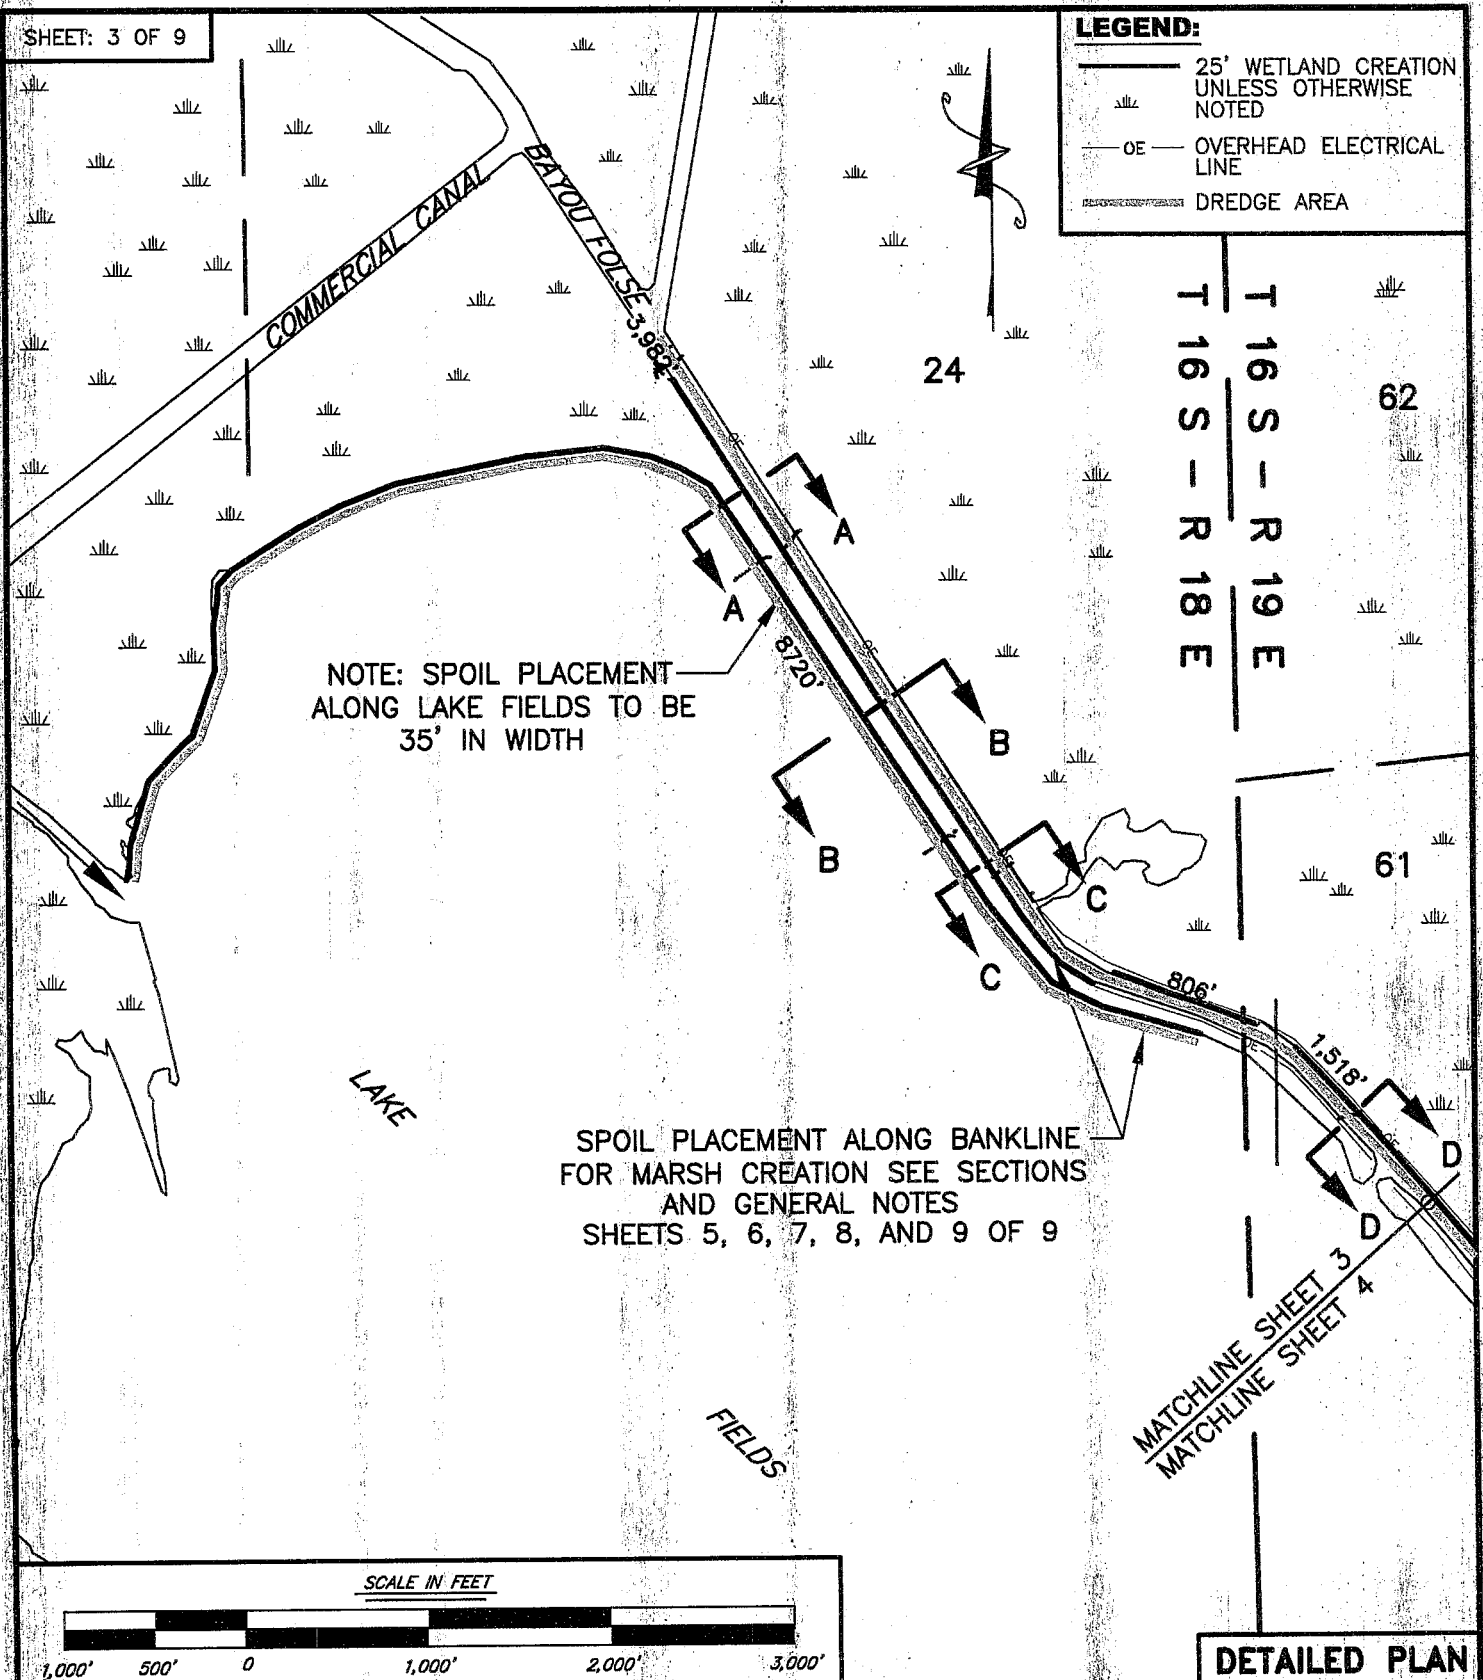 SHEET: 3 OF 9
LEGEND:
25' WETLAND CREATION
UNLESS OTHERWISE
NOTED
OE
OVERHEAD ELECTRICAL
LINE
DREDGE AREA
COMMERCIAL CANAL
BAYOU FOLSE
3,982'
24
T 16 S - R 18 E
T 16 S - R 19 E
62
OE
A
A
NOTE: SPOIL PLACEMENT
ALONG LAKE FIELDS TO BE
35' IN WIDTH
8720'
OE
B
B
61
C
C
806'
OE
1,518'
OE
D
D
LAKE
SPOIL PLACEMENT ALONG BANKLINE
FOR MARSH CREATION SEE SECTIONS
AND GENERAL NOTES
SHEETS 5, 6, 7, 8, AND 9 OF 9
MATCHLINE SHEET 3
MATCHLINE SHEET 4
FIELDS
SCALE IN FEET
1,000' 500' 0 1,000' 2,000' 3,000'
DETAILED PLAN